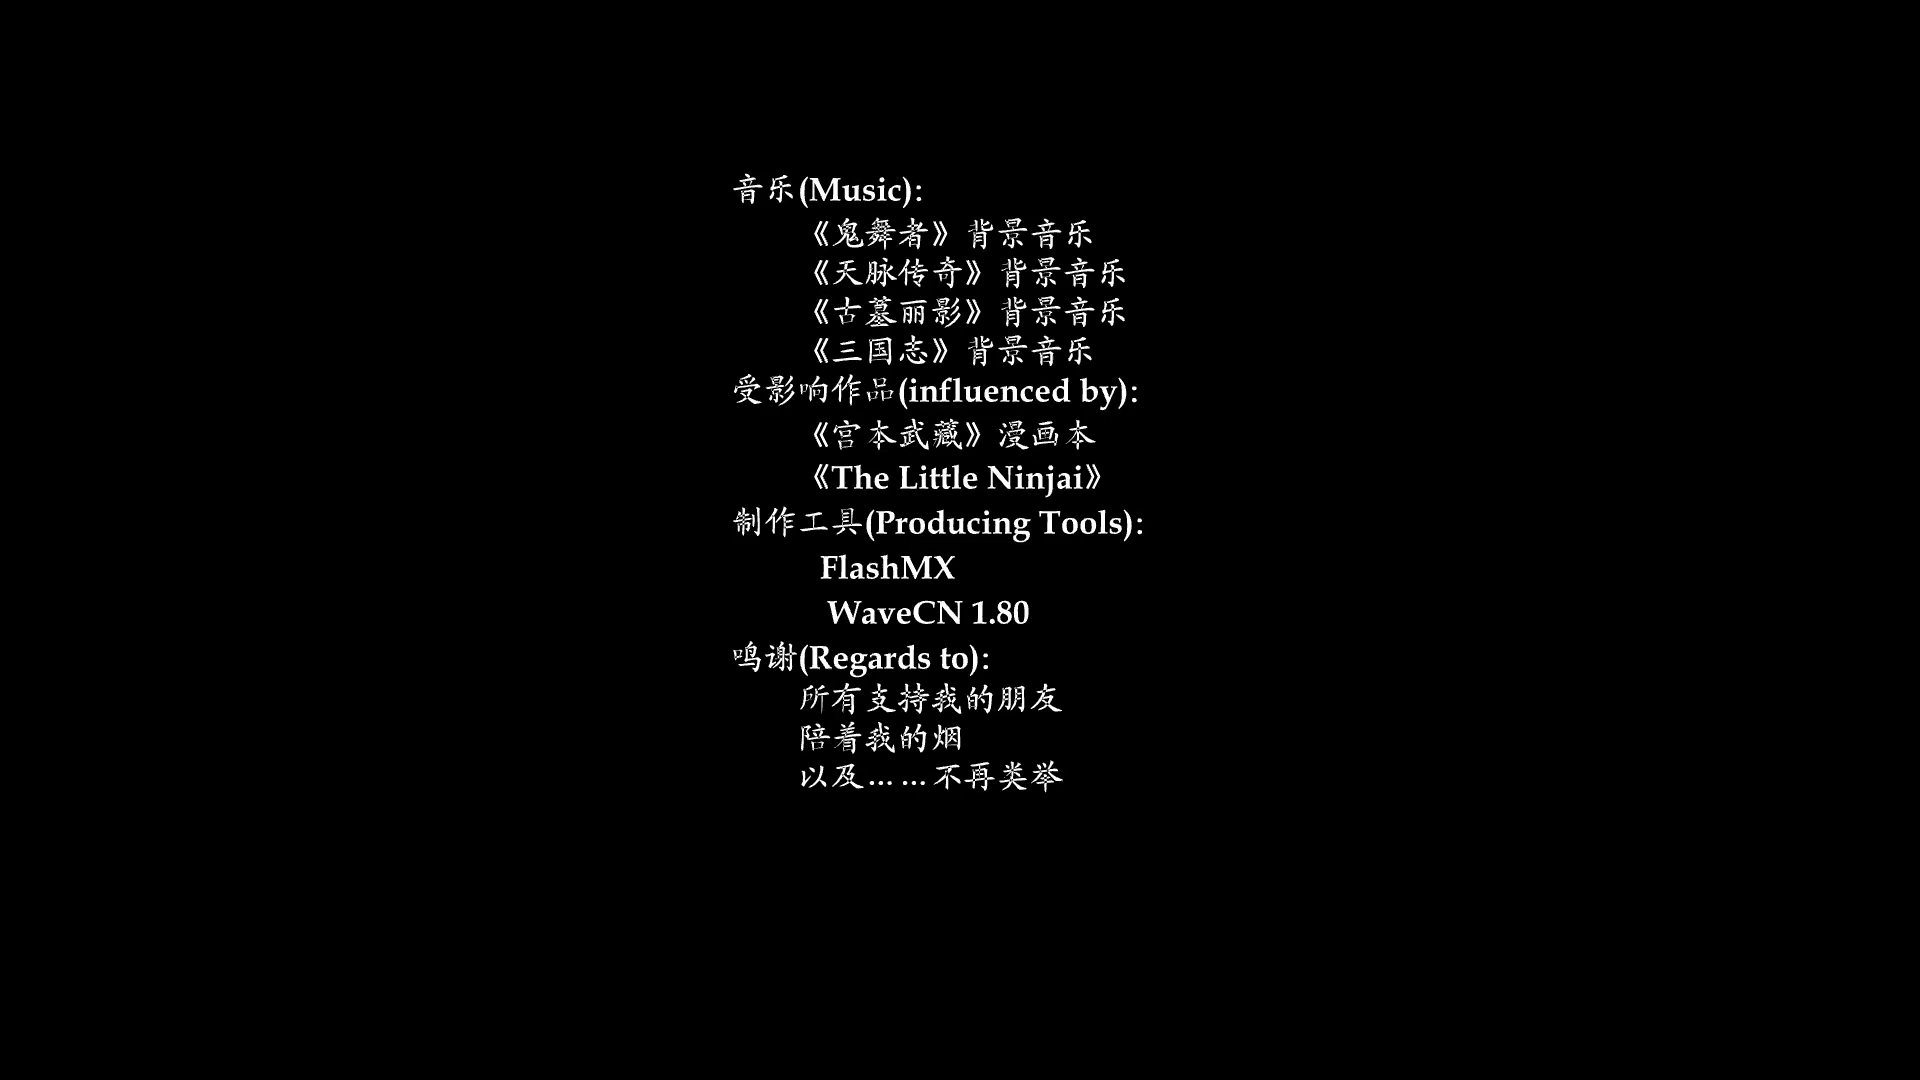 音乐(Music):
《鬼舞者》背景音乐
《天脉传奇》背景音乐
《古墓丽影》背景音乐
《三国志》背景音乐
受影响作品(influenced by):
《宫本武藏》漫画本
《The Little Ninjai》
制作工具(Producing Tools):
FlashMX
WaveCN 1.80
鸣谢(Regards to):
所有支持我的朋友
陪着我的烟
以及……不再类举